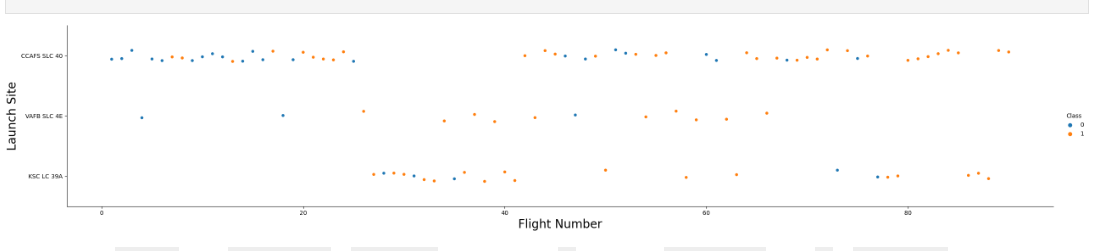 CCAFS SLC 40
VAFB SLC 4E
KSC LC 39A
Launch Site
0
20
40
60
80
Flight Number
Class
0
1